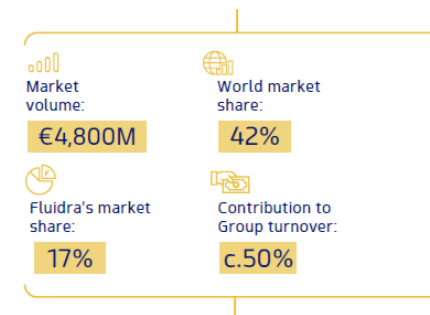 Market
volume:
€4,800M
World market
share:
42%
Fluidra's market
share:
17%
Contribution to
Group turnover:
c.50%